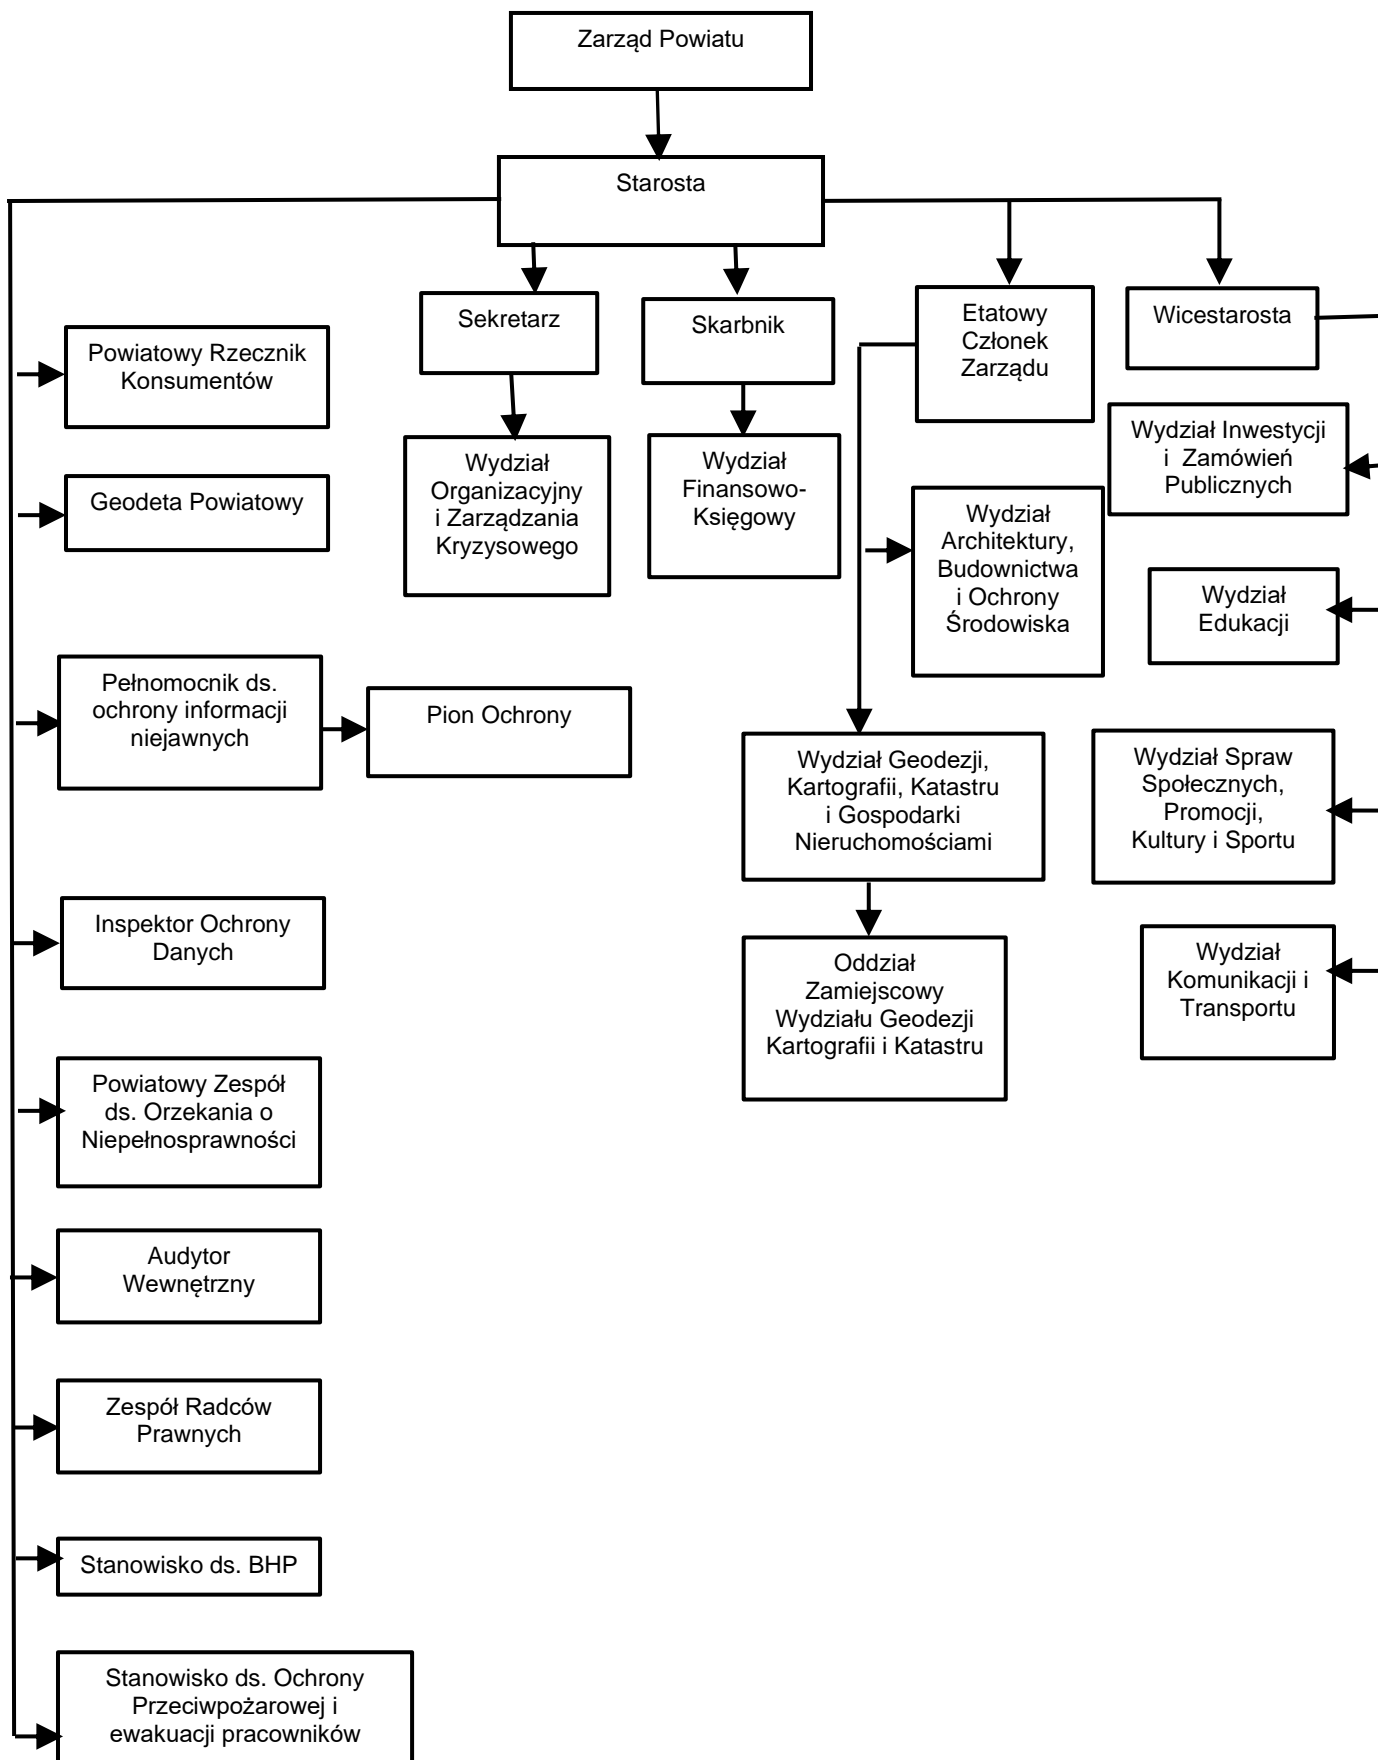 Zarząd Powiatu
Starosta
Sekretarz
Skarbnik
Etatowy
Członek
Zarządu
Wicestarosta
Powiatowy Rzecznik
Konsumentów
Geodeta Powiatowy
Pełnomocnik ds.
ochrony informacji
niejawnych
Pion Ochrony
Inspektor Ochrony
Danych
Powiatowy Zespół
ds. Orzekania o
Niepełnosprawności
Audytor
Wewnętrzny
Zespół Radców
Prawnych
Stanowisko ds. BHP
Stanowisko ds. Ochrony
Przeciwpożarowej i
ewakuacji pracowników
Wydział
Organizacyjny
i Zarządzania
Kryzysowego
Wydział
Finansowo-
Księgowy
Wydział
Architektury,
Budownictwa
i Ochrony
Środowiska
Wydział Geodezji,
Kartografii, Katastru
i Gospodarki
Nieruchomościami
Oddział
Zamiejscowy
Wydziału Geodezji
Kartografii i Katastru
Wydział Inwestycji
i Zamówień
Publicznych
Wydział
Edukacji
Wydział Spraw
Społecznych,
Promocji,
Kultury i Sportu
Wydział
Komunikacji i
Transportu